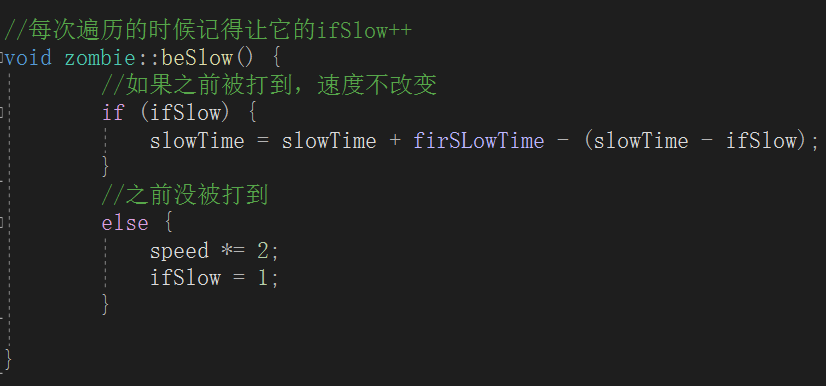 //每次遍历的时候记得让它的ifSlow++
void zombie::beSlow() {
//如果之前被打到，速度不改变
if (ifSlow) {
slowTime = slowTime + firSLowTime - (slowTime - ifSlow);
}
//之前没被打到
else {
speed *= 2;
ifSlow = 1;
}
}